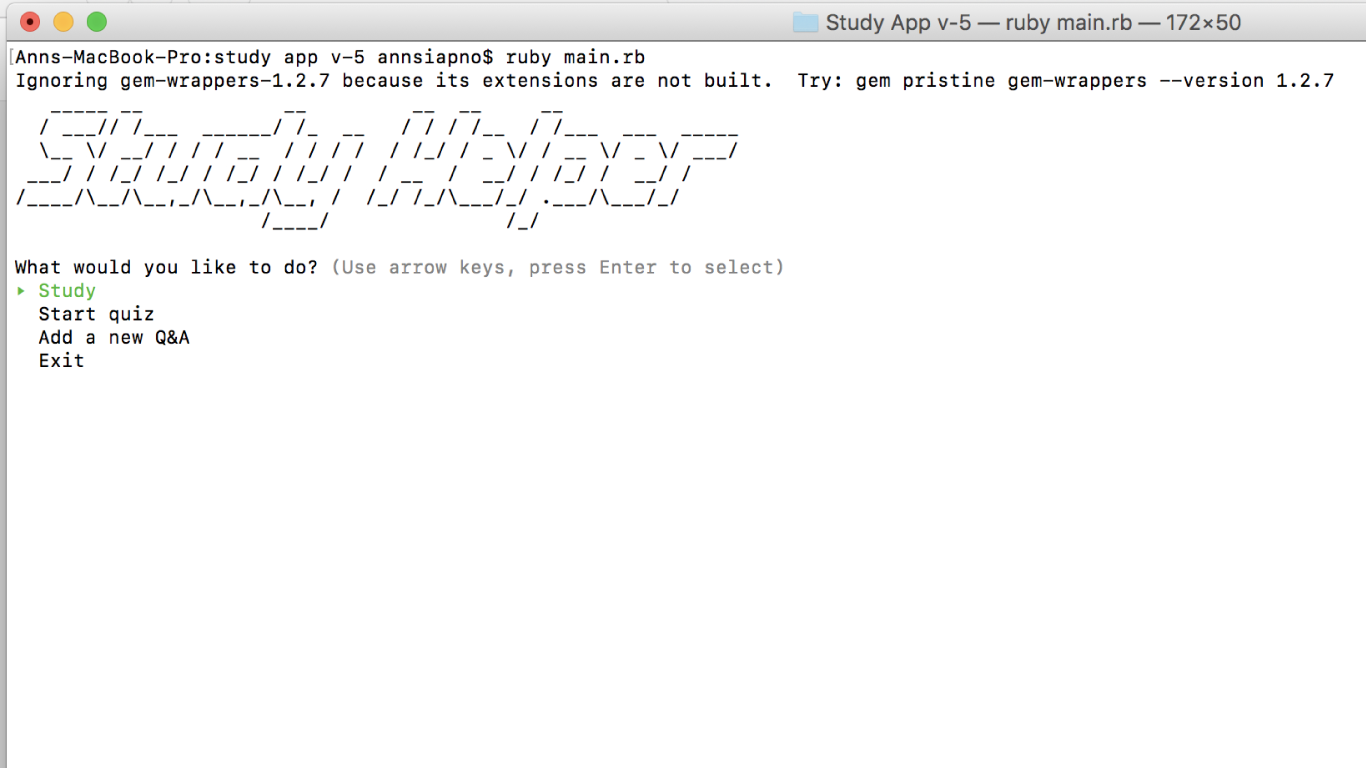 Study App v-5 — ruby main.rb — 172×50
[Anns-MacBook-Pro:study app v-5 annsiapno$ ruby main.rb
Ignoring gem-wrappers-1.2.7 because its extensions are not built.  Try: gem pristine gem-wrappers --version 1.2.7
Study Helper
What would you like to do? (Use arrow keys, press Enter to select)
‣ Study
Start quiz
Add a new Q&A
Exit